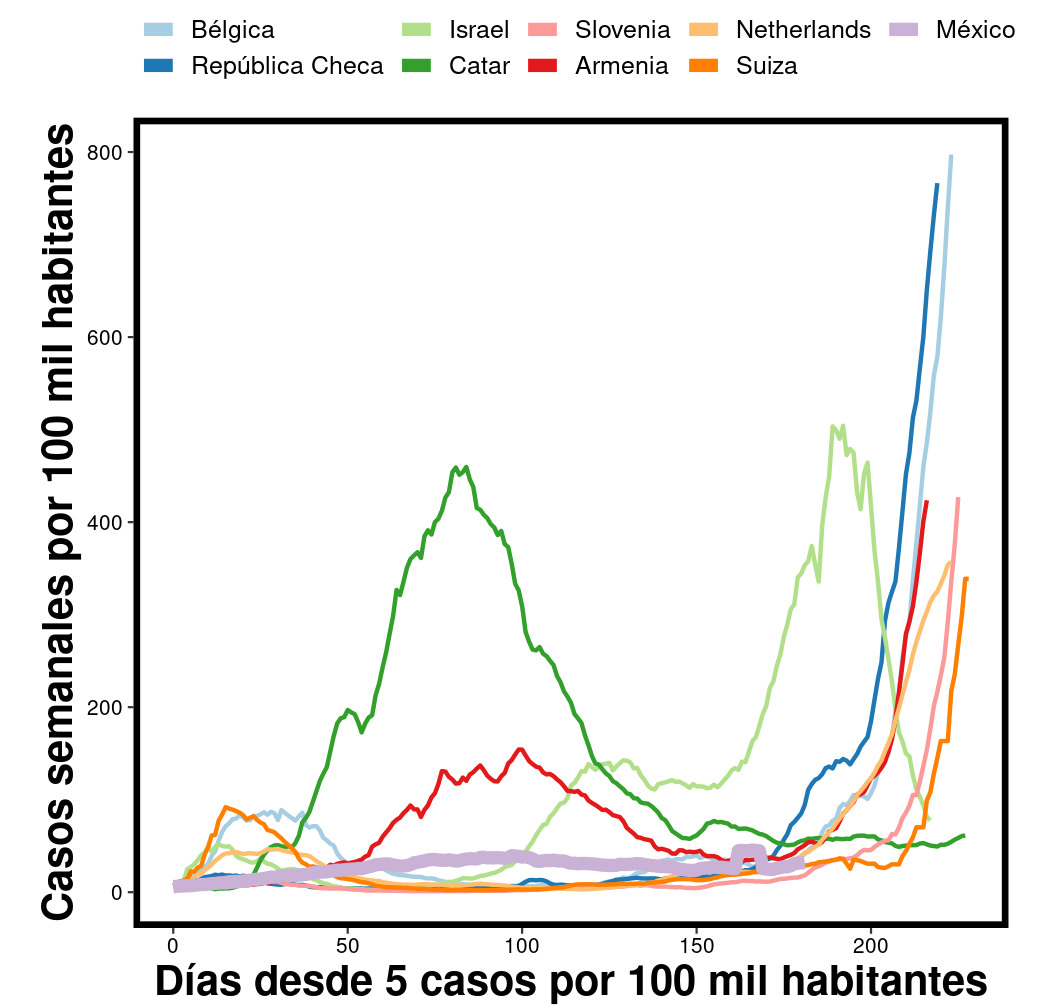 Bélgica Israel Slovenia Netherlands México
República Checa Catar Armenia Suiza
Casos semanales por 100 mil habitantes
800
600
400
200
0
0 50 100 150 200
Días desde 5 casos por 100 mil habitantes